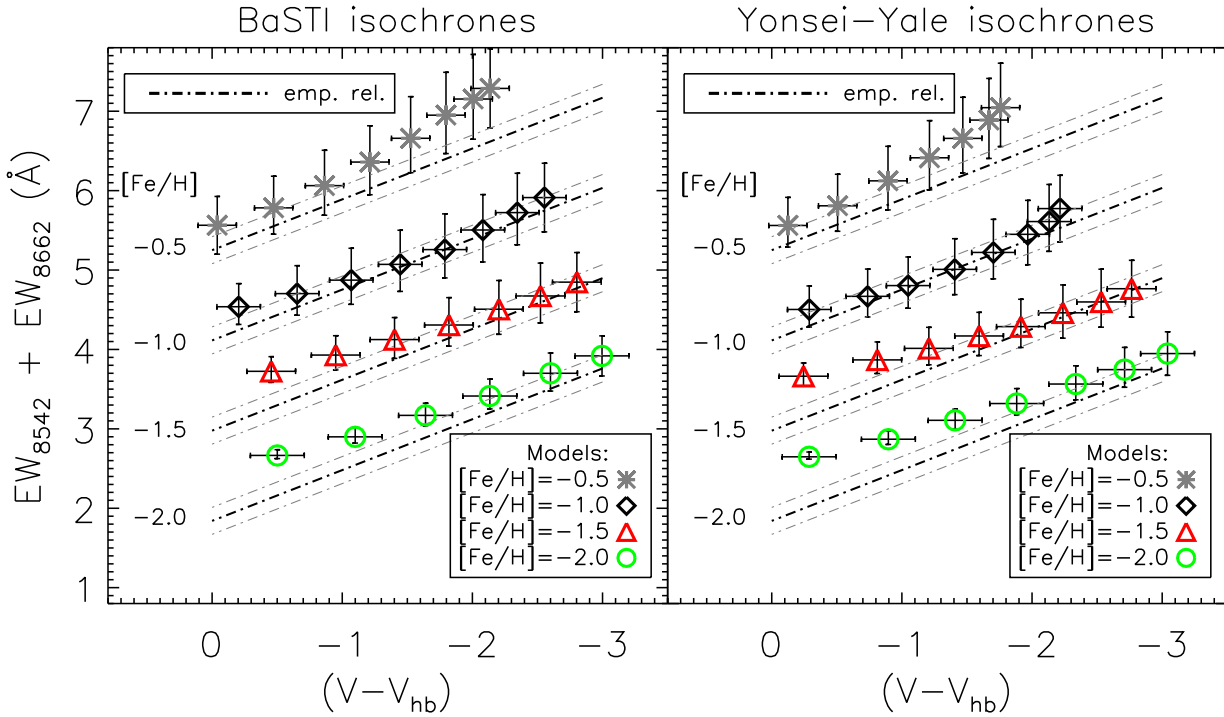 BaSTI isochrones
Yonsei–Yale isochrones
EW8542 + EW8662 (Å)
7
6
5
4
3
2
1
emp. rel.
[Fe/H]
−0.5
−1.0
−1.5
−2.0
Models:
[Fe/H]=−0.5
[Fe/H]=−1.0
[Fe/H]=−1.5
[Fe/H]=−2.0
0 −1 −2 −3
(V−Vhb)
emp. rel.
[Fe/H]
−0.5
−1.0
−1.5
−2.0
Models:
[Fe/H]=−0.5
[Fe/H]=−1.0
[Fe/H]=−1.5
[Fe/H]=−2.0
0 −1 −2 −3
(V−Vhb)